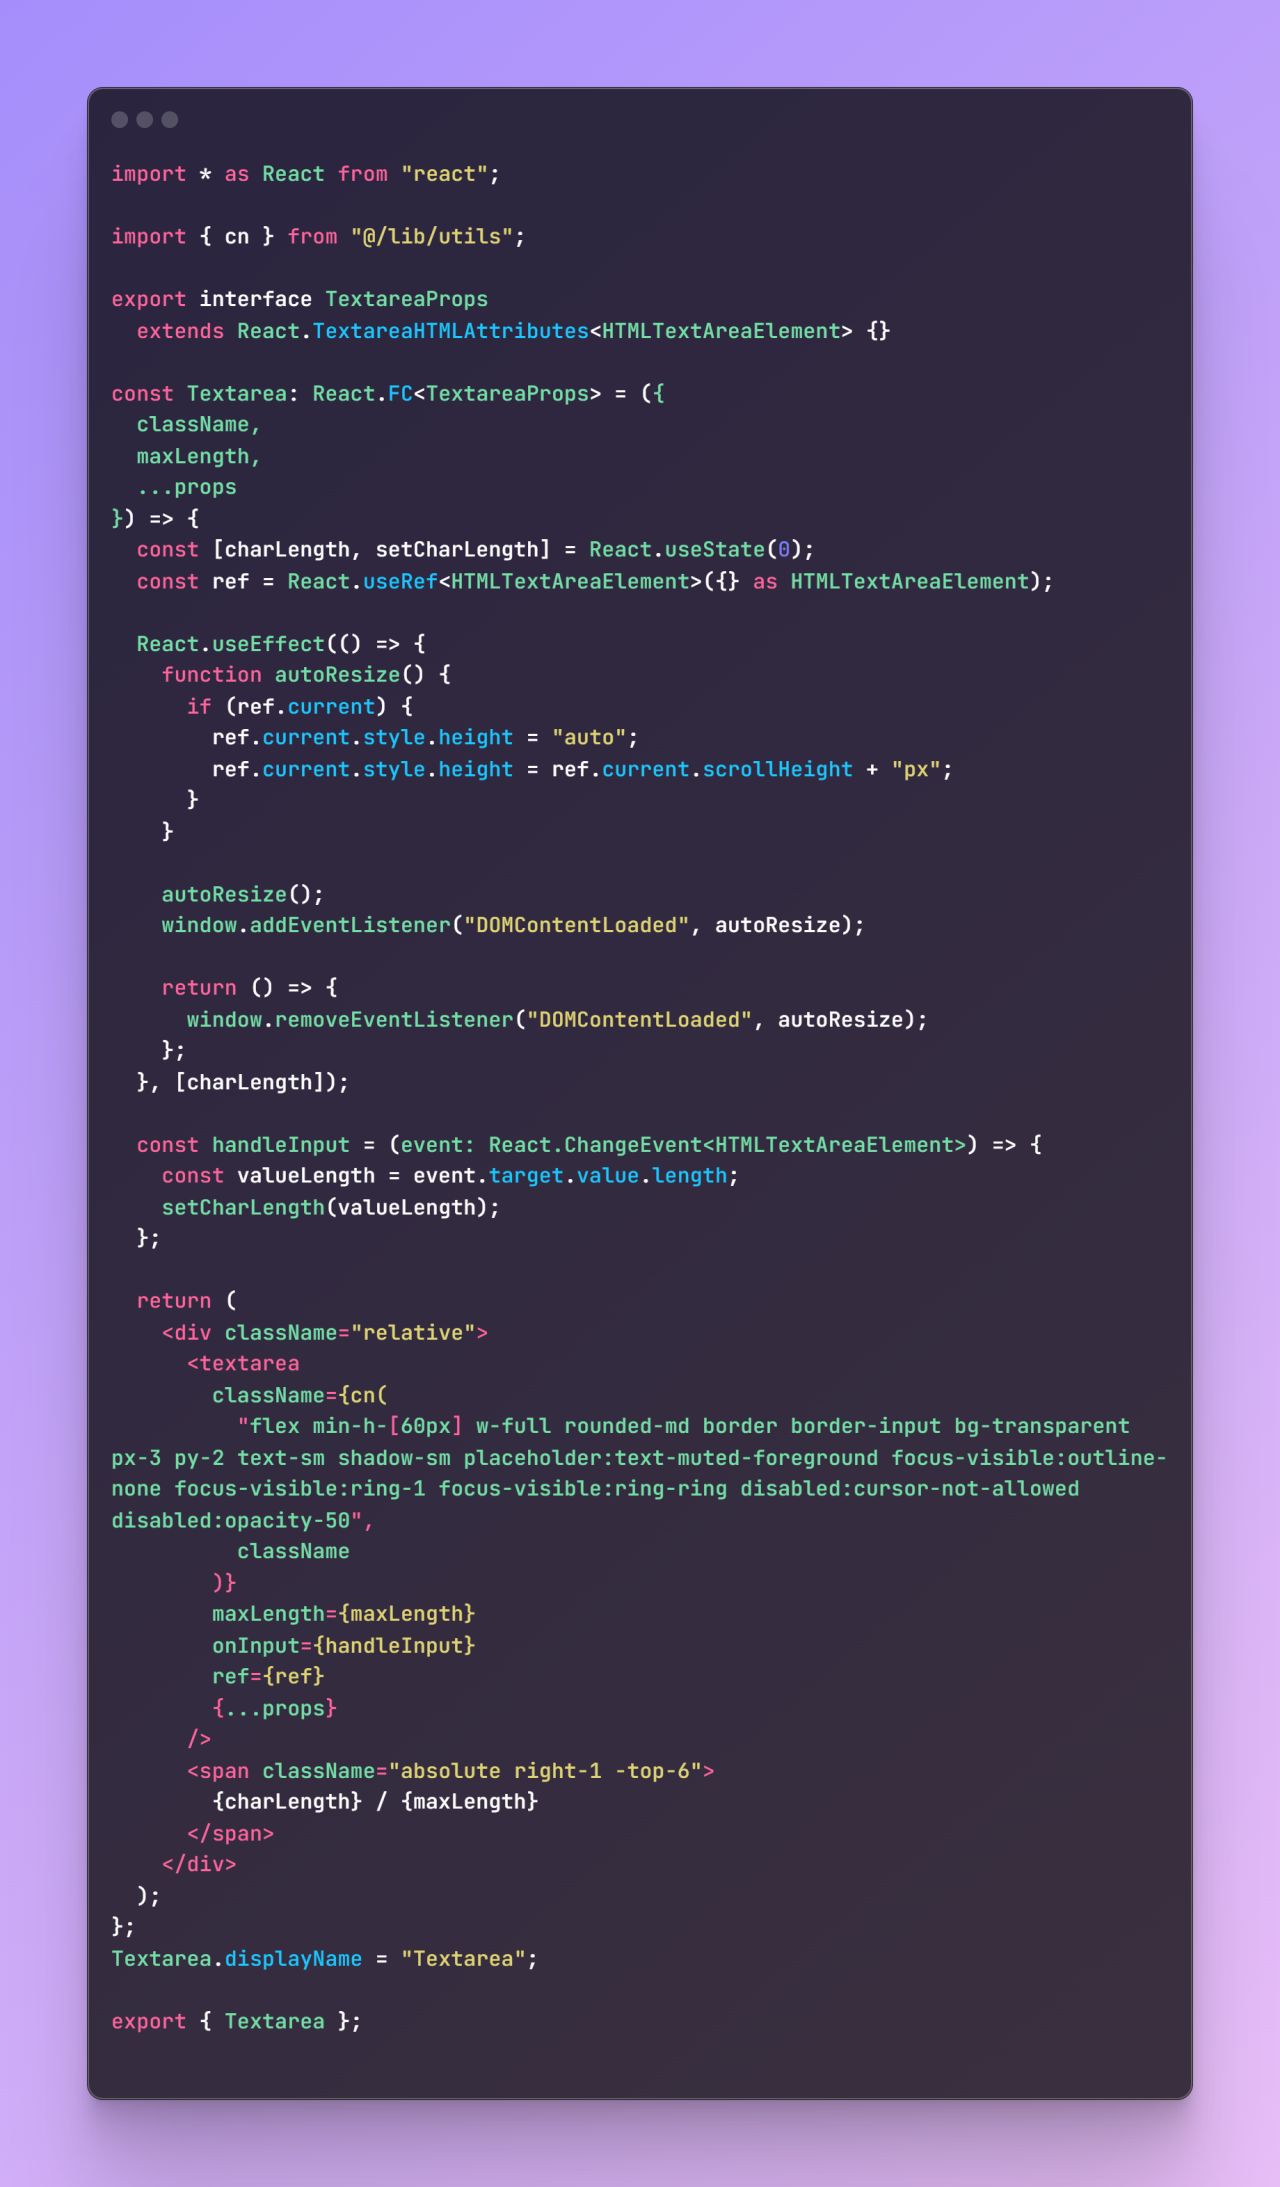 import * as React from "react";

import { cn } from "@/lib/utils";

export interface TextareaProps
  extends React.TextareaHTMLAttributes<HTMLTextAreaElement> {}

const Textarea: React.FC<TextareaProps> = ({
  className,
  maxLength,
  ...props
}) => {
  const [charLength, setCharLength] = React.useState(0);
  const ref = React.useRef<HTMLTextAreaElement>({} as HTMLTextAreaElement);

  React.useEffect(() => {
    function autoResize() {
      if (ref.current) {
        ref.current.style.height = "auto";
        ref.current.style.height = ref.current.scrollHeight + "px";
      }
    }

    autoResize();
    window.addEventListener("DOMContentLoaded", autoResize);

    return () => {
      window.removeEventListener("DOMContentLoaded", autoResize);
    };
  }, [charLength]);

  const handleInput = (event: React.ChangeEvent<HTMLTextAreaElement>) => {
    const valueLength = event.target.value.length;
    setCharLength(valueLength);
  };

  return (
    <div className="relative">
      <textarea
        className={cn(
          "flex min-h-[60px] w-full rounded-md border border-input bg-transparent
px-3 py-2 text-sm shadow-sm placeholder:text-muted-foreground focus-visible:outline-
none focus-visible:ring-1 focus-visible:ring-ring disabled:cursor-not-allowed
disabled:opacity-50",
          className
        )}
        maxLength={maxLength}
        onInput={handleInput}
        ref={ref}
        {...props}
      />
      <span className="absolute right-1 -top-6">
        {charLength} / {maxLength}
      </span>
    </div>
  );
};
Textarea.displayName = "Textarea";

export { Textarea };